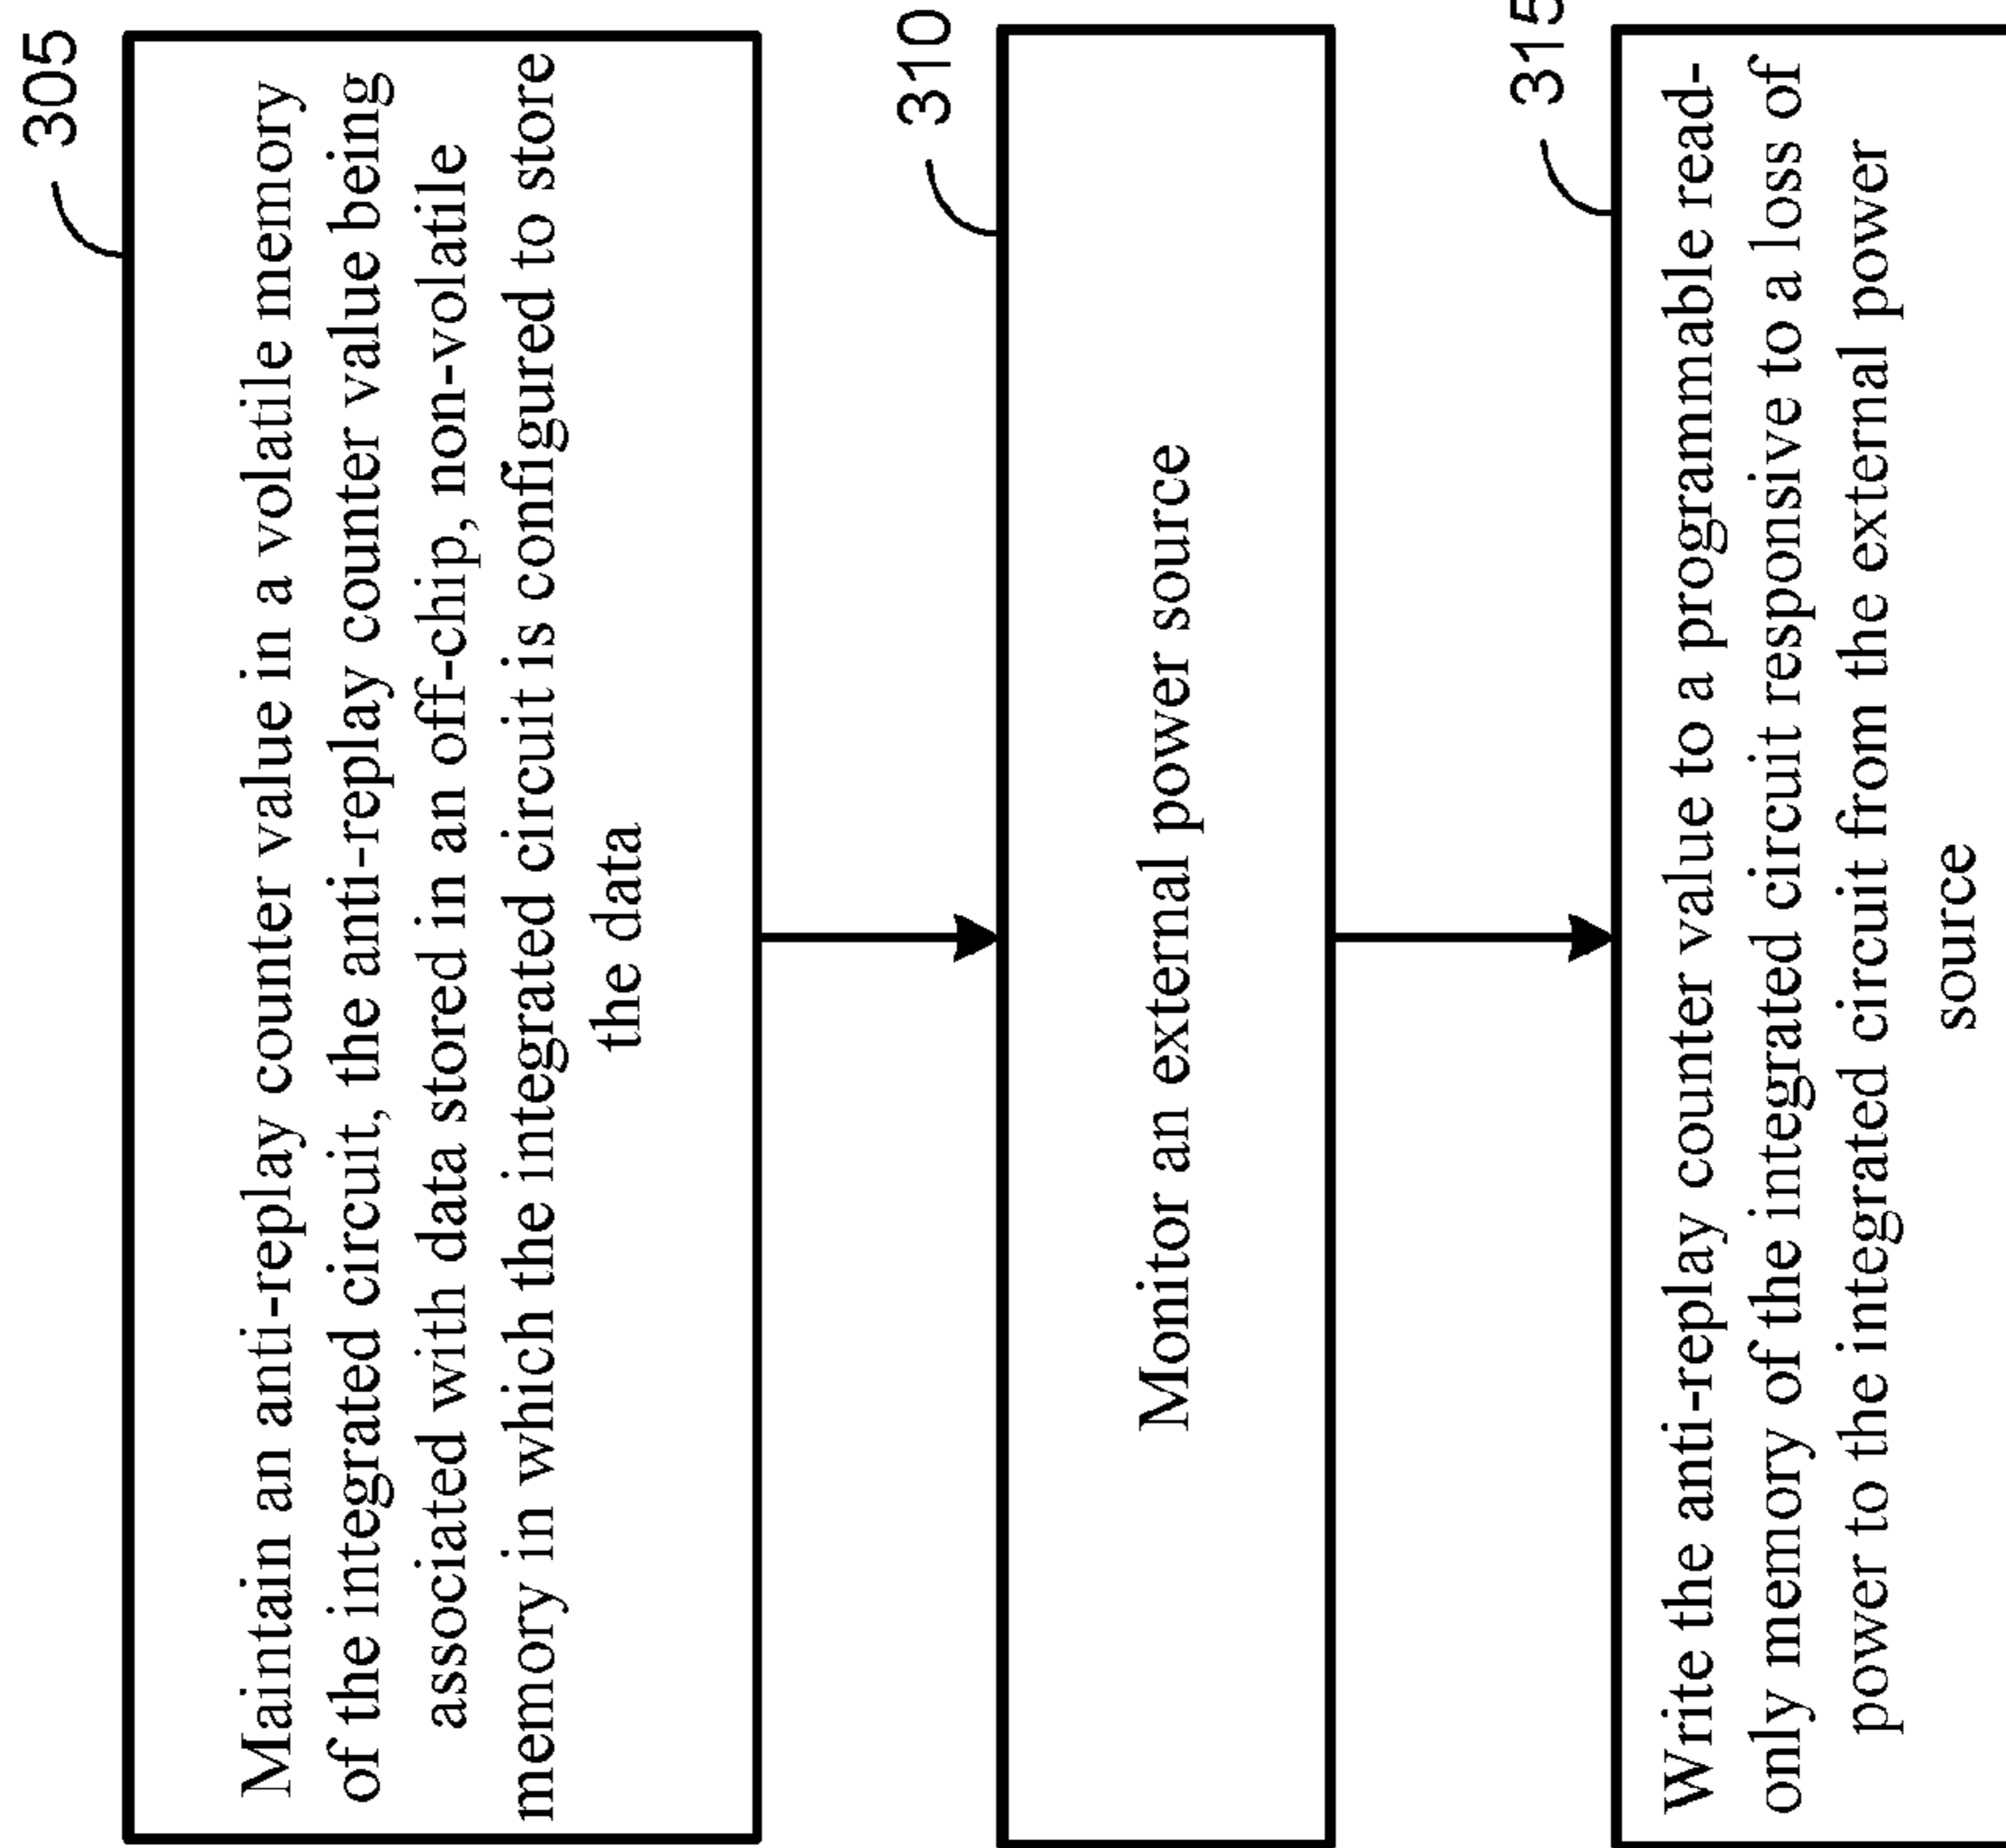 305
Maintain an anti-replay counter value in a volatile memory
of the integrated circuit, the anti-replay counter value being
associated with data stored in an off-chip, non-volatile
memory in which the integrated circuit is configured to store
the data
310
Monitor an external power source
315
Write the anti-replay counter value to a programmable read-
only memory of the integrated circuit responsive to a loss of
power to the integrated circuit from the external power
source